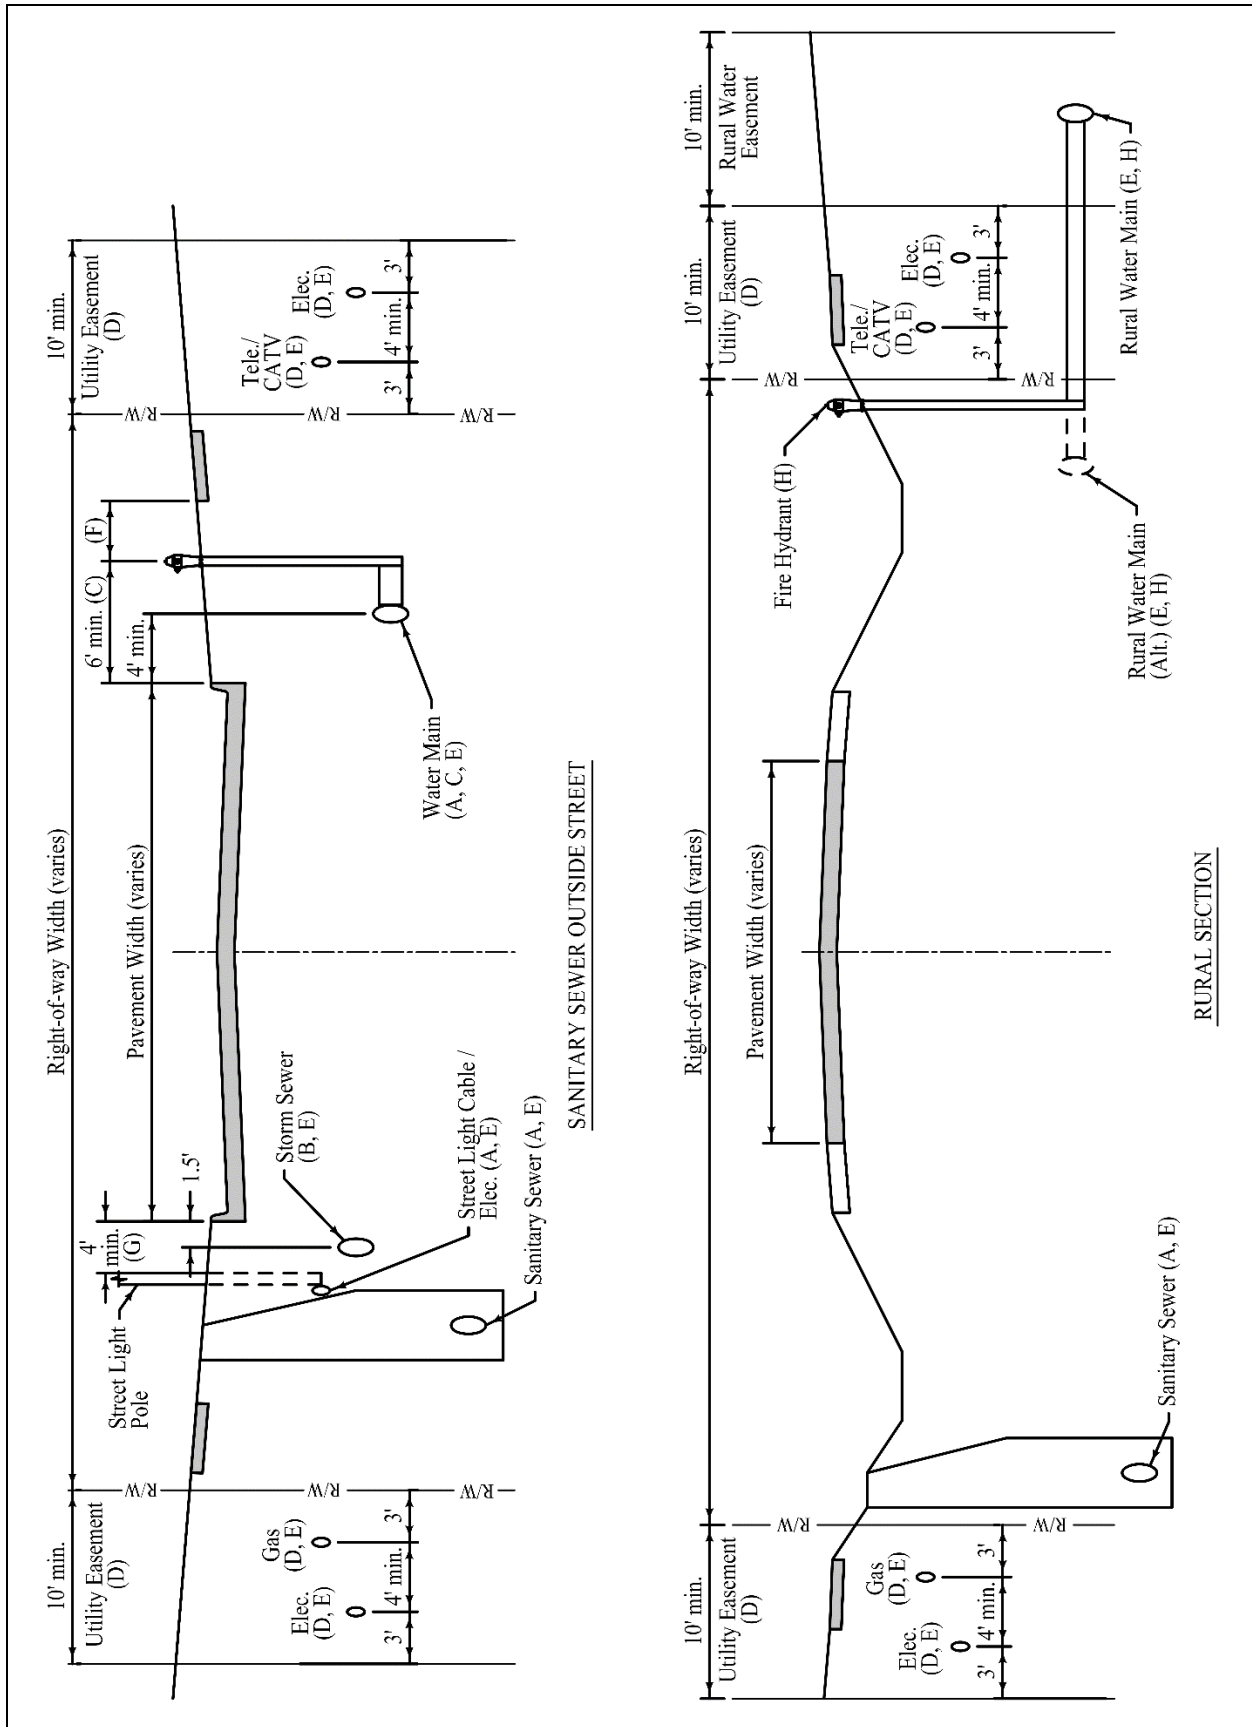 Right-of-way Width (varies)
10' min.
10' min.
Utility Easement
(D)
Utility Easement
(D)
Pavement Width (varies)
4'
min.
(G)
1.5'
6' min. (C)
(F)
4' min.
Street Light
Pole
R/W
R/W
R/W
R/W
R/W
R/W
Elec.
(D, E)
Gas
(D, E)
3'
4' min.
3'
Storm Sewer
(B, E)
Street Light Cable /
Elec. (A, E)
Sanitary Sewer (A, E)
Water Main
(A, C, E)
Tele./
CATV
(D, E)
Elec.
(D, E)
3'
4' min.
3'
SANITARY SEWER OUTSIDE STREET
10' min.
Right-of-way Width (varies)
10' min.
10' min.
Utility Easement
(D)
Pavement Width (varies)
Utility Easement
(D)
Rural Water
Easement
R/W
R/W
R/W
R/W
Fire Hydrant (H)
Elec.
(D, E)
Gas
(D, E)
3'
4' min.
3'
Tele./
CATV
(D, E)
Elec.
(D, E)
3'
4' min.
3'
Sanitary Sewer (A, E)
Rural Water Main
(Alt.) (E, H)
Rural Water Main (E, H)
RURAL SECTION